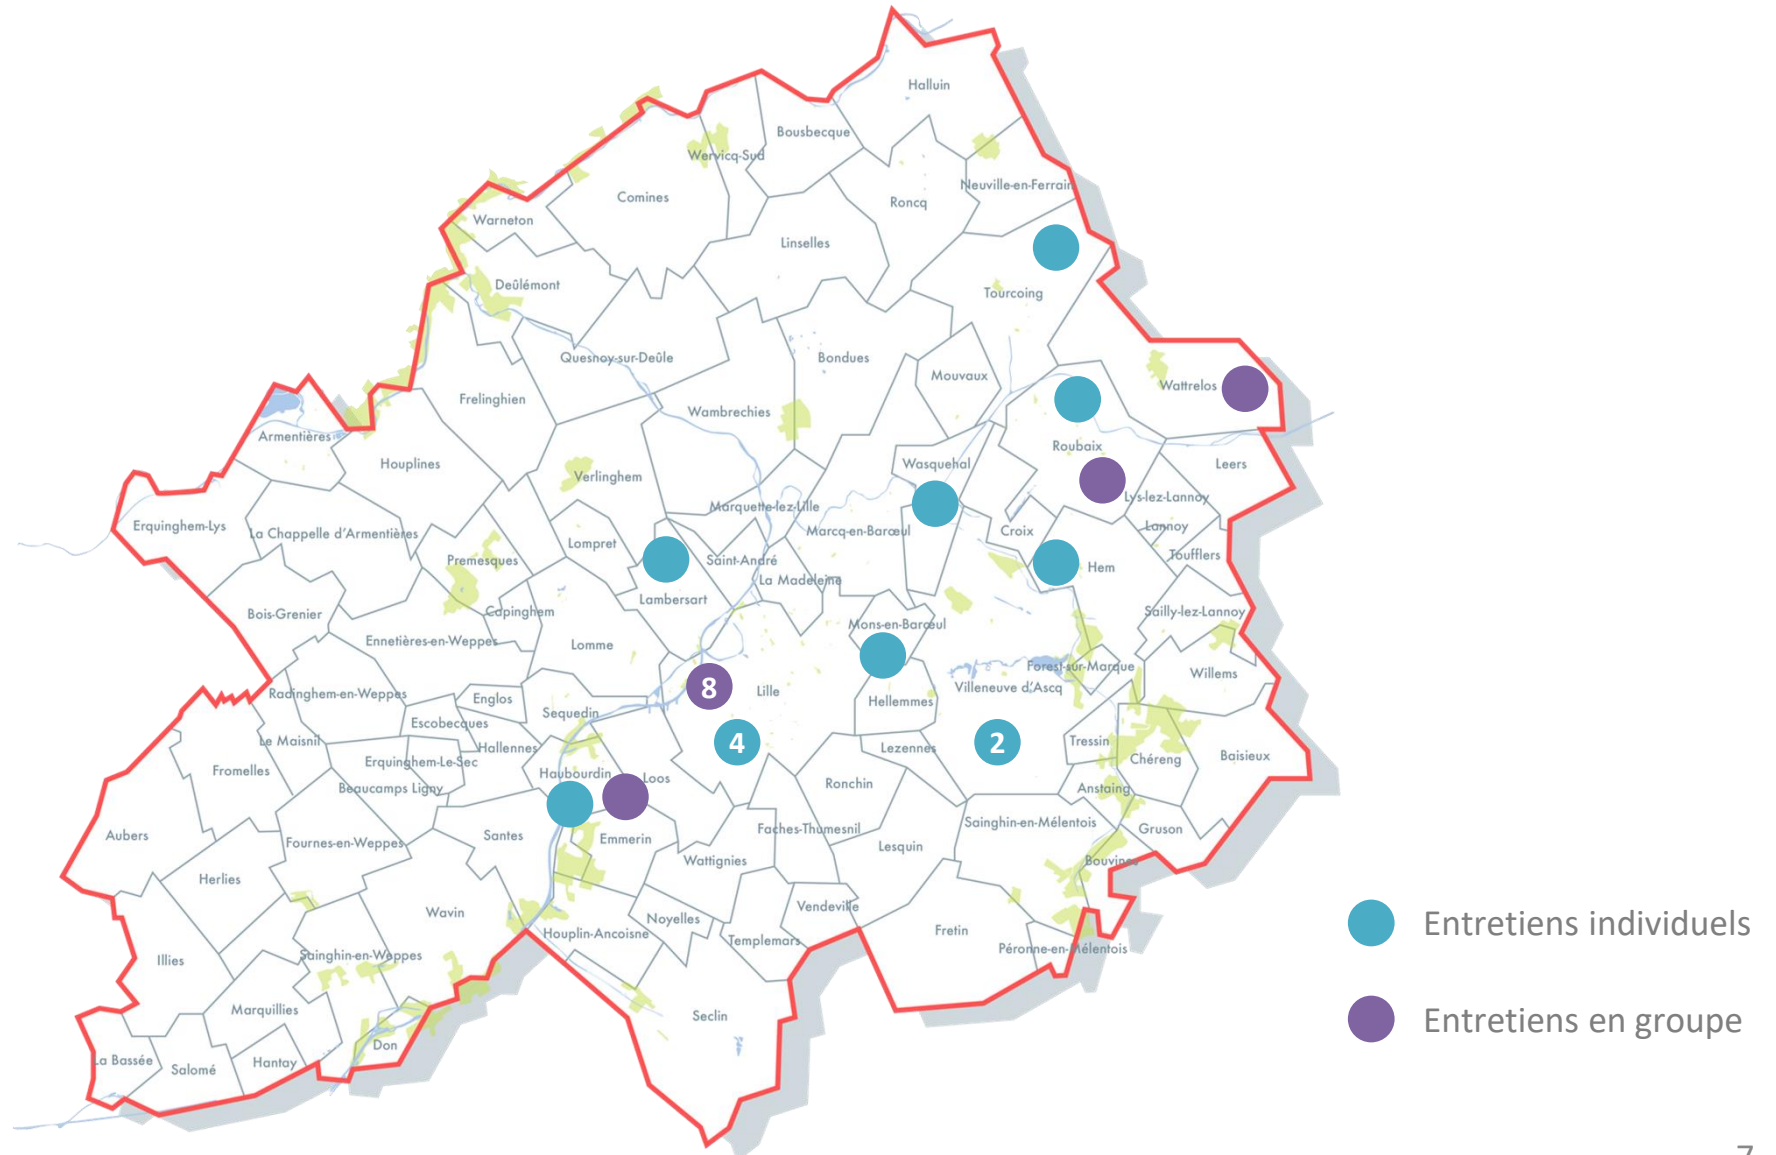 Halluin
Bousbecque
Wervicq-Sud
Neuville-en-Ferrain
Comines
Roncq
Warneton
Linselles
Deûlémont
Tourcoing
Quesnoy-sur-Deûle
Bondues
Mouvaux
Wattrelos
Frelinghien
Wambrechies
Armentières
Roubaix
Houplines
Wasquehal
Leers
Verlinghem
Lys-lez-Lannoy
Marquette-lez-Lille
Erquinghem-Lys
La Chappelle d'Armentières
Marcq-en-Barœul
Croix
Lannoy
Lompret
Premesques
Saint-André
Toufflers
Hem
La Madeleine
Lambersart
Bois-Grenier
Capinghem
Sailly-lez-Lannoy
Mons-en-Barœul
Ennetières-en-Weppes
Lomme
Forest-sur-Marque
Willems
8
Lille
Villeneuve d'Ascq
Radinghem-en-Weppes
Englos
Hellemmes
Sequedin
Escobecques
Le Maisnil
Hallennes
4
Lezennes
2
Tressin
Baisieux
Erquinghem-Le-Sec
Chéreng
Fromelles
Haubourdin
Loos
Ronchin
Beaucamps Ligny
Anstaing
Aubers
Santes
Emmerin
Faches-Thumesnil
Sainghin-en-Mélentois
Gruson
Fournes-en-Weppes
Lesquin
Wattignies
Bouvines
Herlies
Wavin
Noyelles
Vendeville
Entretiens individuels
Houplin-Ancoisne
Templemars
Fretin
Péronne-en-Mélentois
Illies
Sainghin-en-Weppes
Marquillies
Seclin
Entretiens en groupe
Don
La Bassée
Salomé
Hantay
7